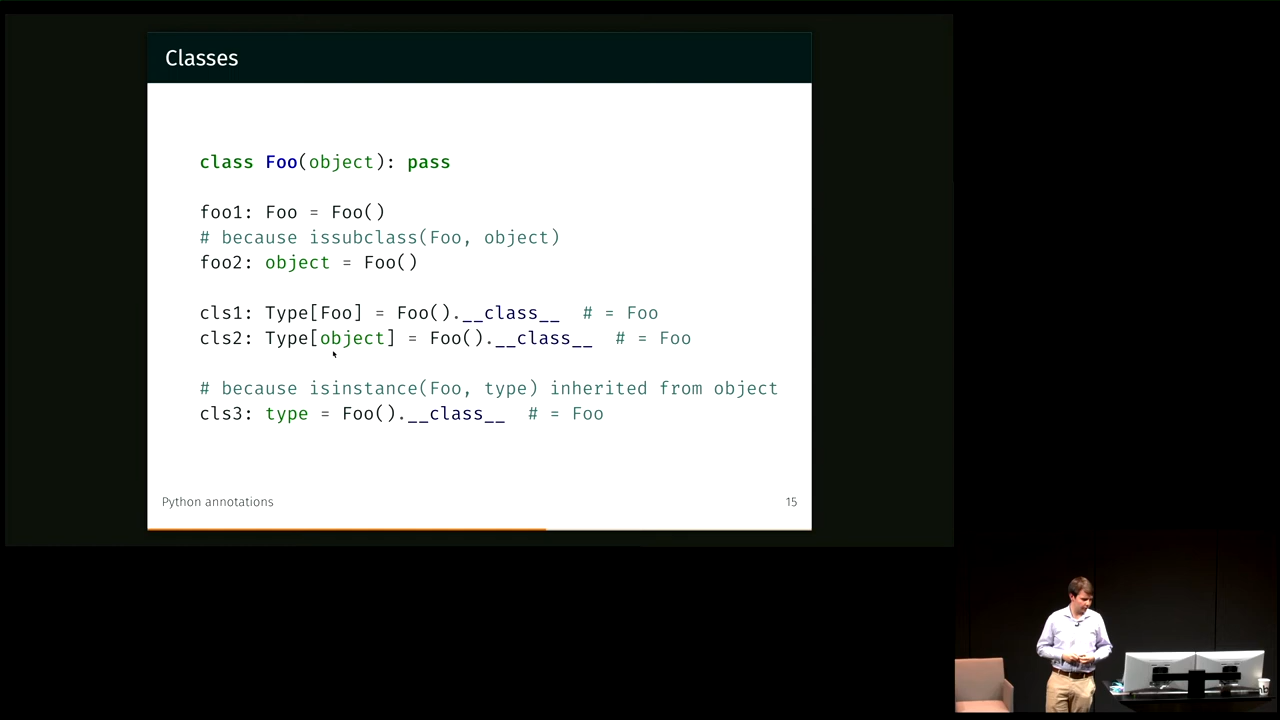 Classes
class Foo(object): pass
foo1: Foo = Foo()
# because issubclass(Foo, object)
foo2: object = Foo()
cls1: Type[Foo] = Foo().__class__  # = Foo
cls2: Type[object] = Foo().__class__  # = Foo
# because isinstance(Foo, type) inherited from object
cls3: type = Foo().__class__  # = Foo
Python annotations
15